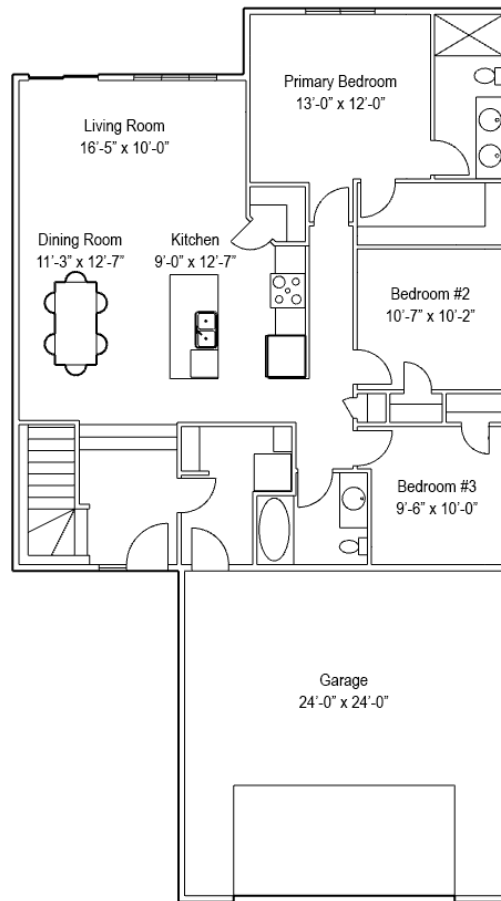 Primary Bedroom
13’-0” x 12’-0”
Living Room
16’-5” x 10’-0”
Dining Room
11’-3” x 12’-7”
Kitchen
9’-0” x 12’-7”
Bedroom #2
10’-7” x 10’-2”
Bedroom #3
9’-6” x 10’-0”
Garage
24’-0” x 24’-0”